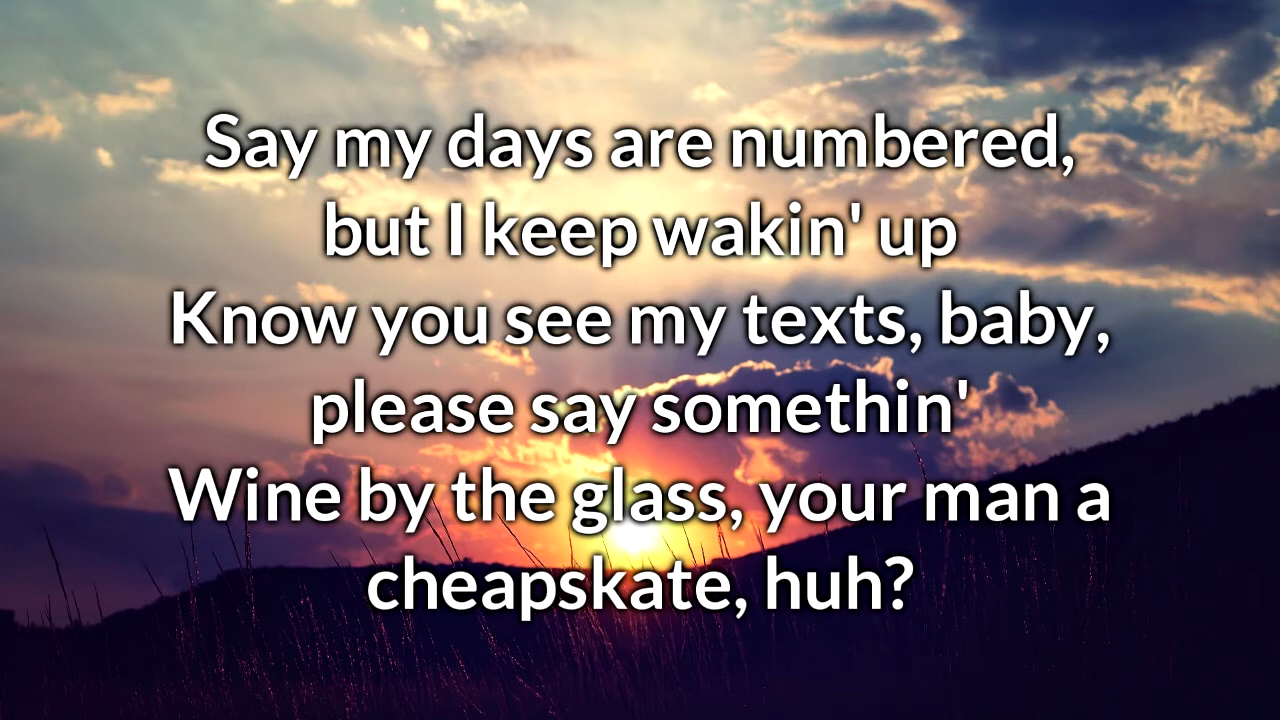 Say my days are numbered,
but I keep wakin' up
Know you see my texts, baby,
please say somethin'
Wine by the glass, your man a
cheapskate, huh?